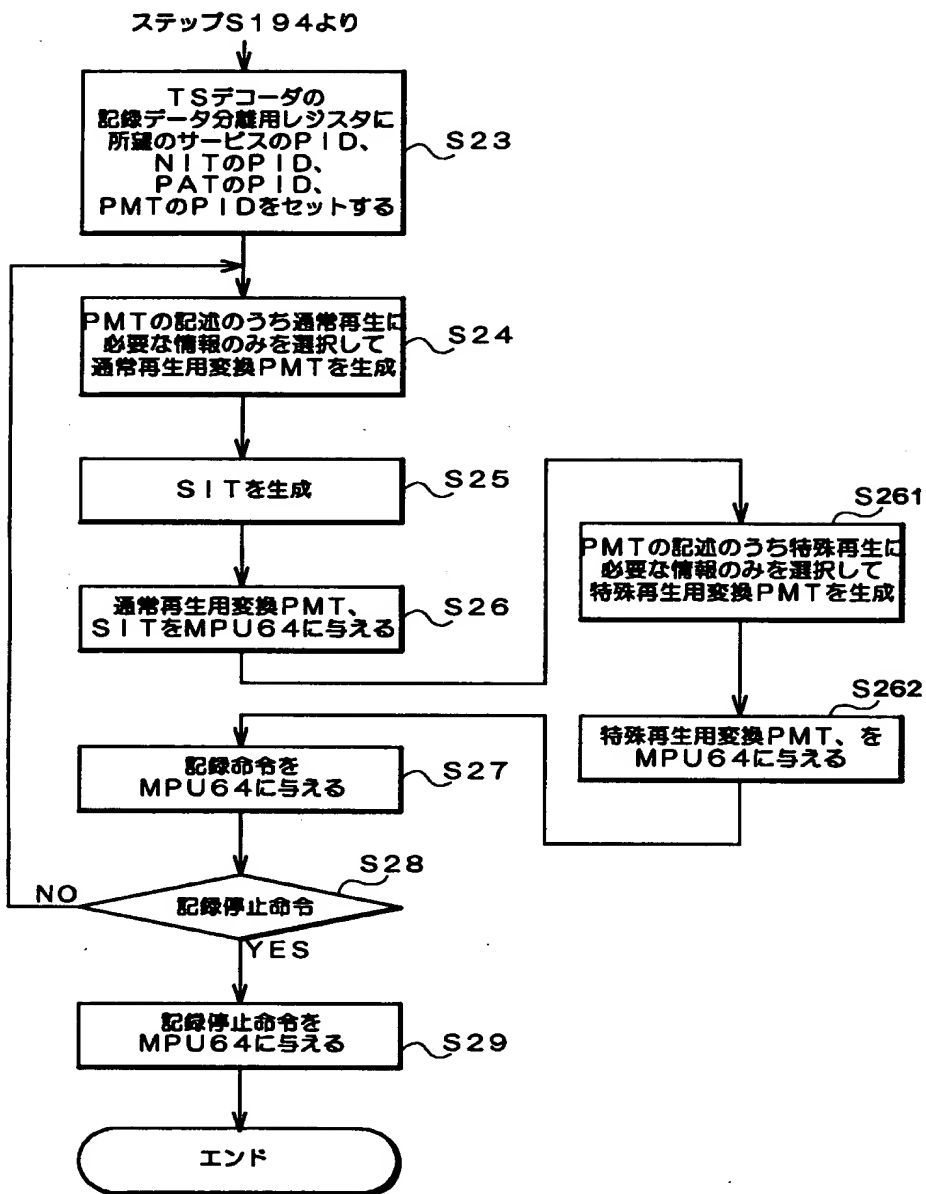 ステップS194より
TSデコーダの
記録データ分離用レジスタに
所望のサービスのPID、
NITのPID、
PATのPID、
PMTのPIDをセットする
S23
PMTの記述のうち通常再生に
必要な情報のみを選択して
通常再生用変換PMTを生成
S24
SITを生成
S25
通常再生用変換PMT、
SITをMPU64に与える
S26
S261
PMTの記述のうち特殊再生に
必要な情報のみを選択して
特殊再生用変換PMTを生成
S262
特殊再生用変換PMT、を
MPU64に与える
記録命令を
MPU64に与える
S27
S28
記録停止命令
NO
YES
記録停止命令を
MPU64に与える
S29
エンド